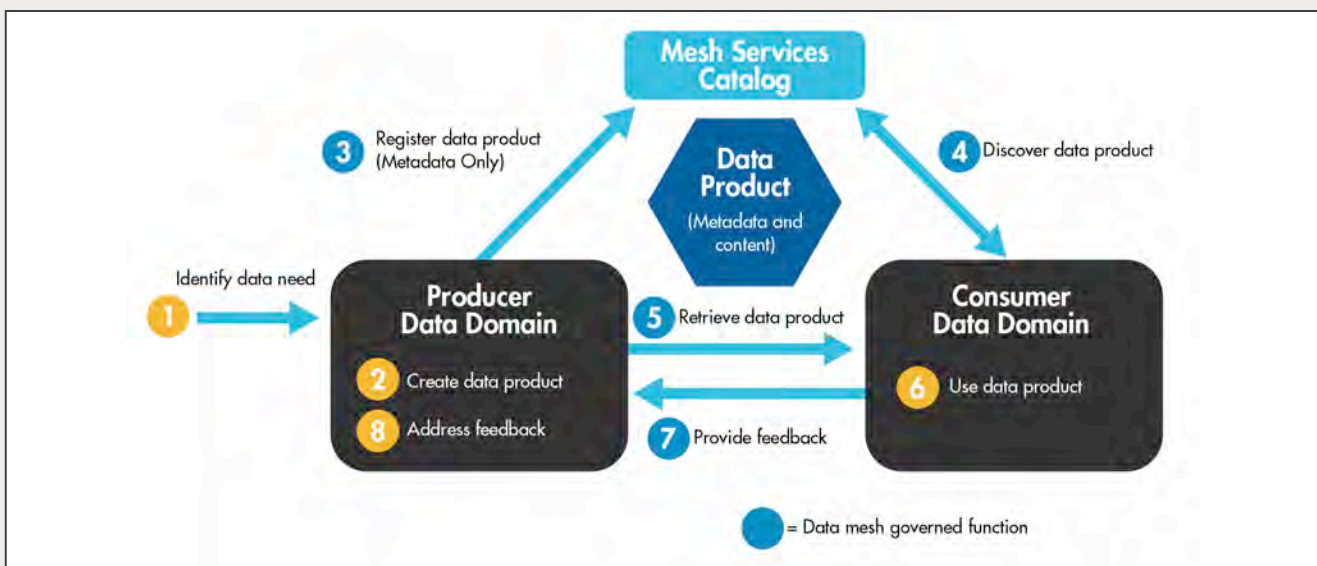 Mesh Services
Catalog
3
Register data product
(Metadata Only)
Data
Product
(Metadata and
content)
4
Discover data product
Identify data need
1
Producer
Data Domain
2
Create data product
8
Address feedback
5
Retrieve data product
7
Provide feedback
Consumer
Data Domain
6
Use data product
= Data mesh governed function